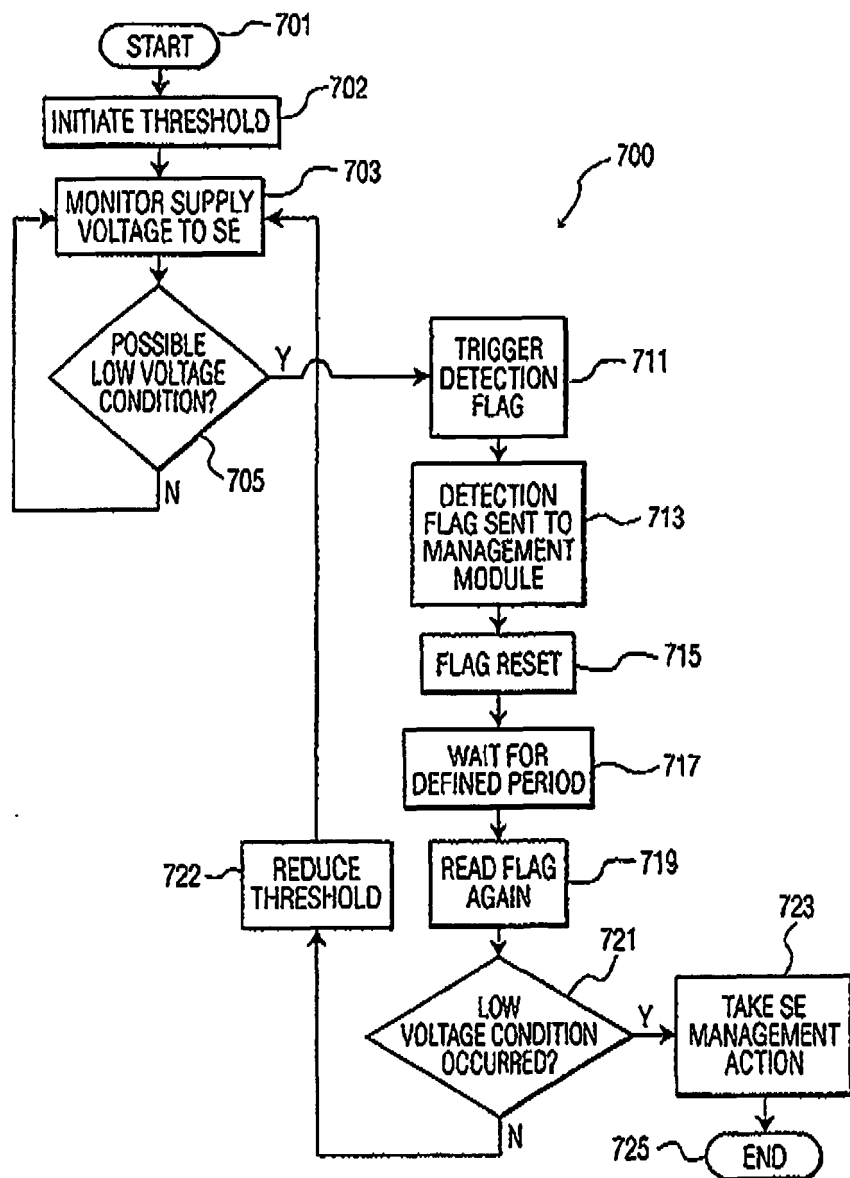 START
701
INITIATE THRESHOLD
702
MONITOR SUPPLY
VOLTAGE TO SE
703
700
POSSIBLE
LOW VOLTAGE
CONDITION?
Y
N
705
TRIGGER
DETECTION
FLAG
711
DETECTION
FLAG SENT TO
MANAGEMENT
MODULE
713
FLAG RESET
715
WAIT FOR
DEFINED PERIOD
717
READ FLAG
AGAIN
719
722
REDUCE
THRESHOLD
721
LOW
VOLTAGE CONDITION
OCCURRED?
Y
N
723
TAKE SE
MANAGEMENT
ACTION
725
END